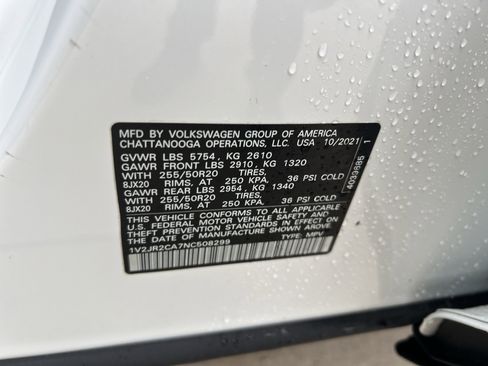 MFD BY VOLKSWAGEN GROUP OF AMERICA
CHATTANOOGA OPERATIONS, LLC. USA 10/2021
GVWR LBS 5754, KG 2610
GAWR FRONT LBS 2910, KG 1320
WITH 255/50R20 TIRES,
8JX20 RIMS, AT 250 KPA, 36 PSI COLD
GAWR REAR LBS 2954, KG 1340
WITH 255/50R20 TIRES,
8JX20 RIMS, AT 250 KPA, 36 PSI COLD
THIS VEHICLE CONFORMS TO ALL APPLICABLE
U.S. FEDERAL MOTOR VEHICLE SAFETY AND
THEFT PREVENTION STANDARDS IN EFFECT ON THE
DATE OF MANUFACTURE SHOWN ABOVE.
1V2JR2CA7NC508299 TYPE: MPV
4033685 1